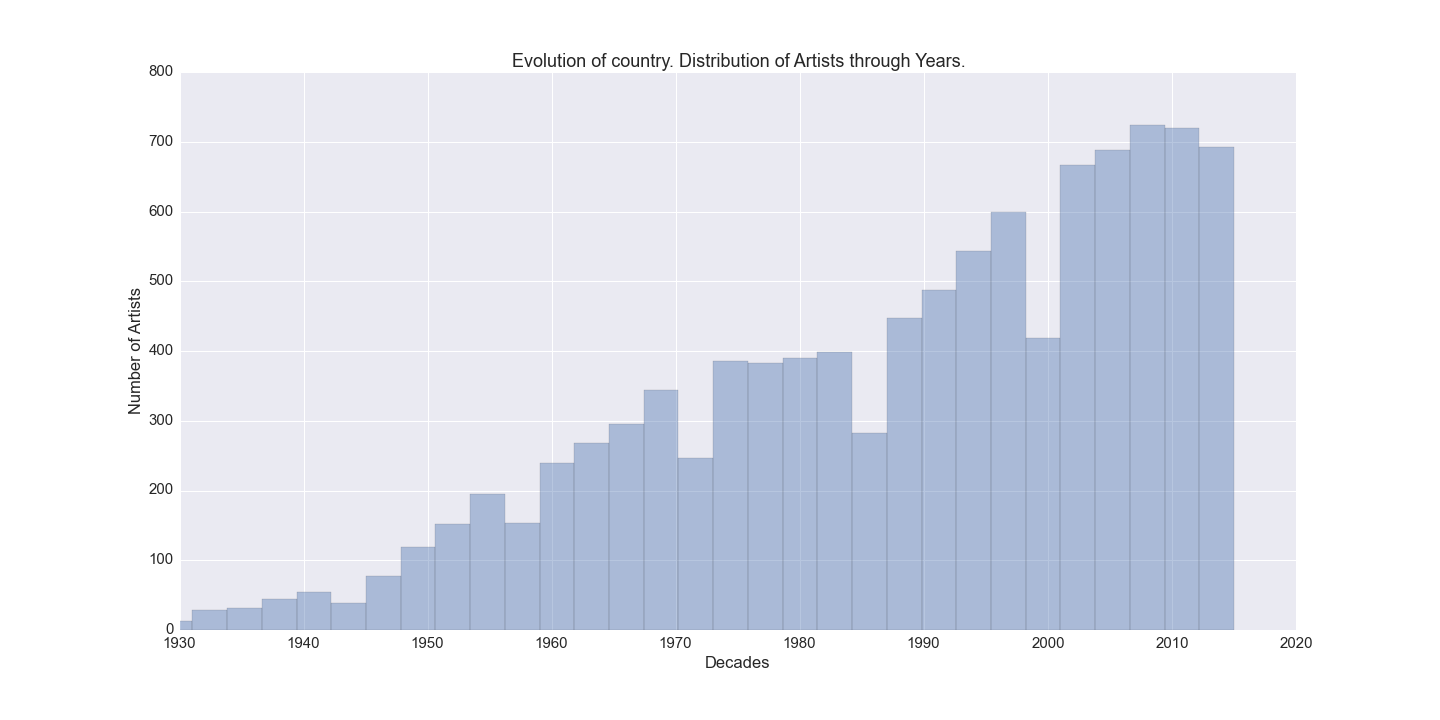 Evolution of country. Distribution of Artists through Years.
800
700
600
500
400
300
200
100
0
Number of Artists
1930 1940 1950 1960 1970 1980 1990 2000 2010 2020
Decades